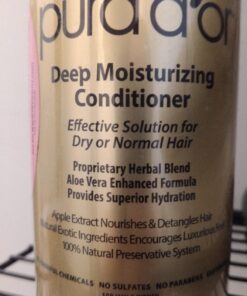 pura d'or
Deep Moisturizing
Conditioner
Effective Solution for
Dry or Normal Hair
Proprietary Herbal Blend
Aloe Vera Enhanced Formula
Provides Superior Hydration
Apple Extract Nourishes & Detangles Hair
Exotic Ingredients Encourages Luxurious
100% Natural Preservative System
CHEMICALS NO SULFATES NO PARABENS